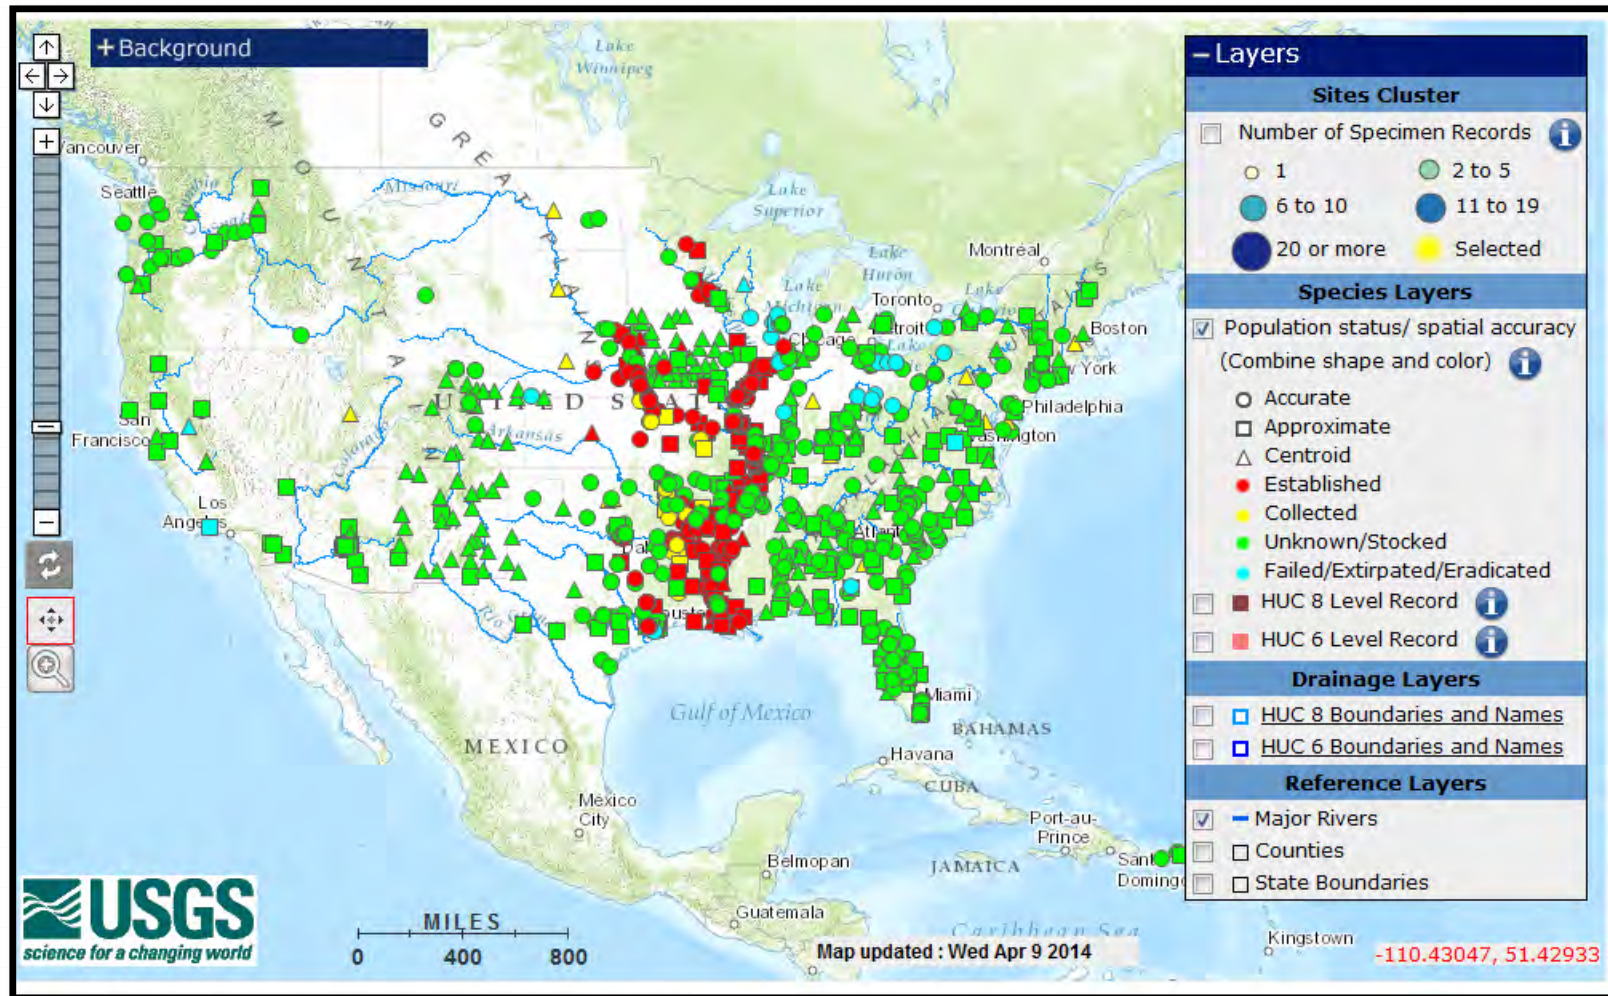 + Background
Lake
Winnipeg
GREAT PLAINS
Vancouver
Seattle
Missouri
Lake
Superior
Montréal
Lake
Huron
Lake
Michigan
Toronto
Lake
Detroit
Lake
Chicago
Boston
York
Philadelphia
Washington
UNITED STATES
San
Francisco
Colorado
Arkansas
Los
Angeles
Atlanta
Dal
Houston
Rio Grande
Miami
Gulf of Mexico
BAHAMAS
MEXICO
Havana
CUBA
Mexico
City
Port-au-
Prince
Belmopan
JAMAICA
Sant
Domingo
Guatemala
Caribbean Sea
Kingstown
− Layers
Sites Cluster
Number of Specimen Records
1
2 to 5
6 to 10
11 to 19
20 or more
Selected
Species Layers
Population status/ spatial accuracy
(Combine shape and color)
Accurate
Approximate
Centroid
Established
Collected
Unknown/Stocked
Failed/Extirpated/Eradicated
HUC 8 Level Record
HUC 6 Level Record
Drainage Layers
HUC 8 Boundaries and Names
HUC 6 Boundaries and Names
Reference Layers
Major Rivers
Counties
State Boundaries
USGS
science for a changing world
MILES
0 400 800
Map updated : Wed Apr 9 2014
-110.43047, 51.42933